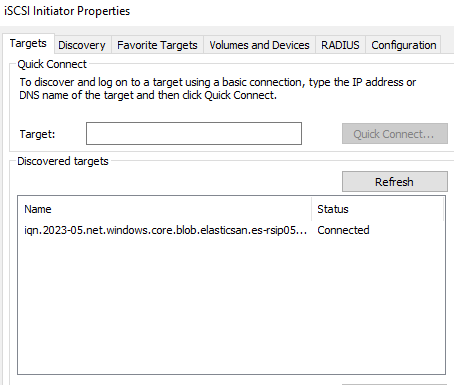 iSCSI Initiator Properties
Targets Discovery Favorite Targets Volumes and Devices RADIUS Configuration
Quick Connect
To discover and log on to a target using a basic connection, type the IP address or
DNS name of the target and then click Quick Connect.
Target: Quick Connect...
Discovered targets
Refresh
Name Status
iqn.2023-05.net.windows.core.blob.elasticsan.es-rsip05... Connected